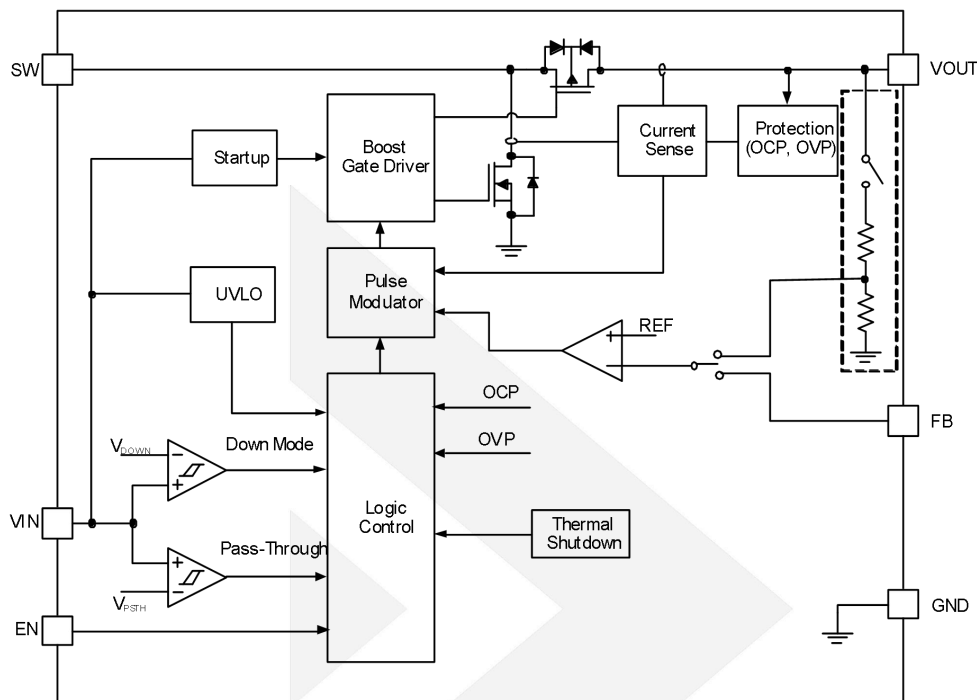 SW
VOUT
Startup
Boost
Gate Driver
Current
Sense
Protection
(OCP, OVP)
UVLO
Pulse
Modulator
REF
+
−
OCP
OVP
FB
VDOWN
−
+
Down Mode
VIN
Logic
Control
Thermal
Shutdown
Pass-Through
+
−
VPSTH
EN
GND